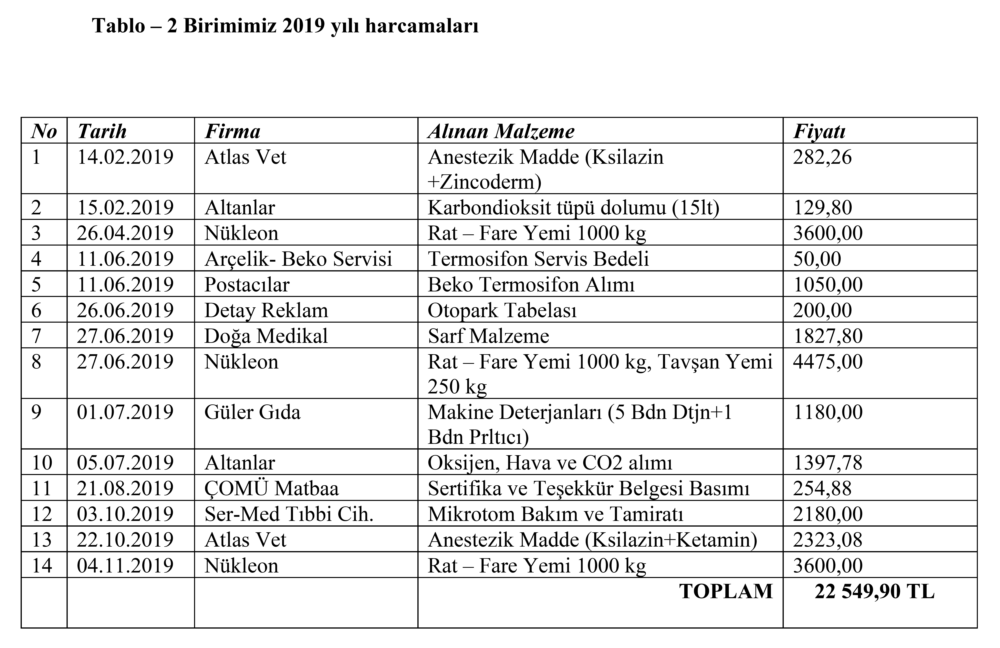 Tablo – 2 Birimimiz 2019 yılı harcamaları
No Tarih Firma Alınan Malzeme Fiyatı
1 14.02.2019 Atlas Vet Anestezik Madde (Ksilazin 282,26
+Zincoderm)
2 15.02.2019 Altanlar Karbondioksit tüpü dolumu (15lt) 129,80
3 26.04.2019 Nükleon Rat – Fare Yemi 1000 kg 3600,00
4 11.06.2019 Arçelik- Beko Servisi Termosifon Servis Bedeli 50,00
5 11.06.2019 Postacılar Beko Termosifon Alımı 1050,00
6 26.06.2019 Detay Reklam Otopark Tabelası 200,00
7 27.06.2019 Doğa Medikal Sarf Malzeme 1827,80
8 27.06.2019 Nükleon Rat – Fare Yemi 1000 kg, Tavşan Yemi 4475,00
250 kg
9 01.07.2019 Güler Gıda Makine Deterjanları (5 Bdn Dtjn+1 1180,00
Bdn Prltıcı)
10 05.07.2019 Altanlar Oksijen, Hava ve CO2 alımı 1397,78
11 21.08.2019 ÇOMÜ Matbaa Sertifika ve Teşekkür Belgesi Basımı 254,88
12 03.10.2019 Ser-Med Tıbbi Cih. Mikrotom Bakım ve Tamiratı 2180,00
13 22.10.2019 Atlas Vet Anestezik Madde (Ksilazin+Ketamin) 2323,08
14 04.11.2019 Nükleon Rat – Fare Yemi 1000 kg 3600,00
TOPLAM 22 549,90 TL